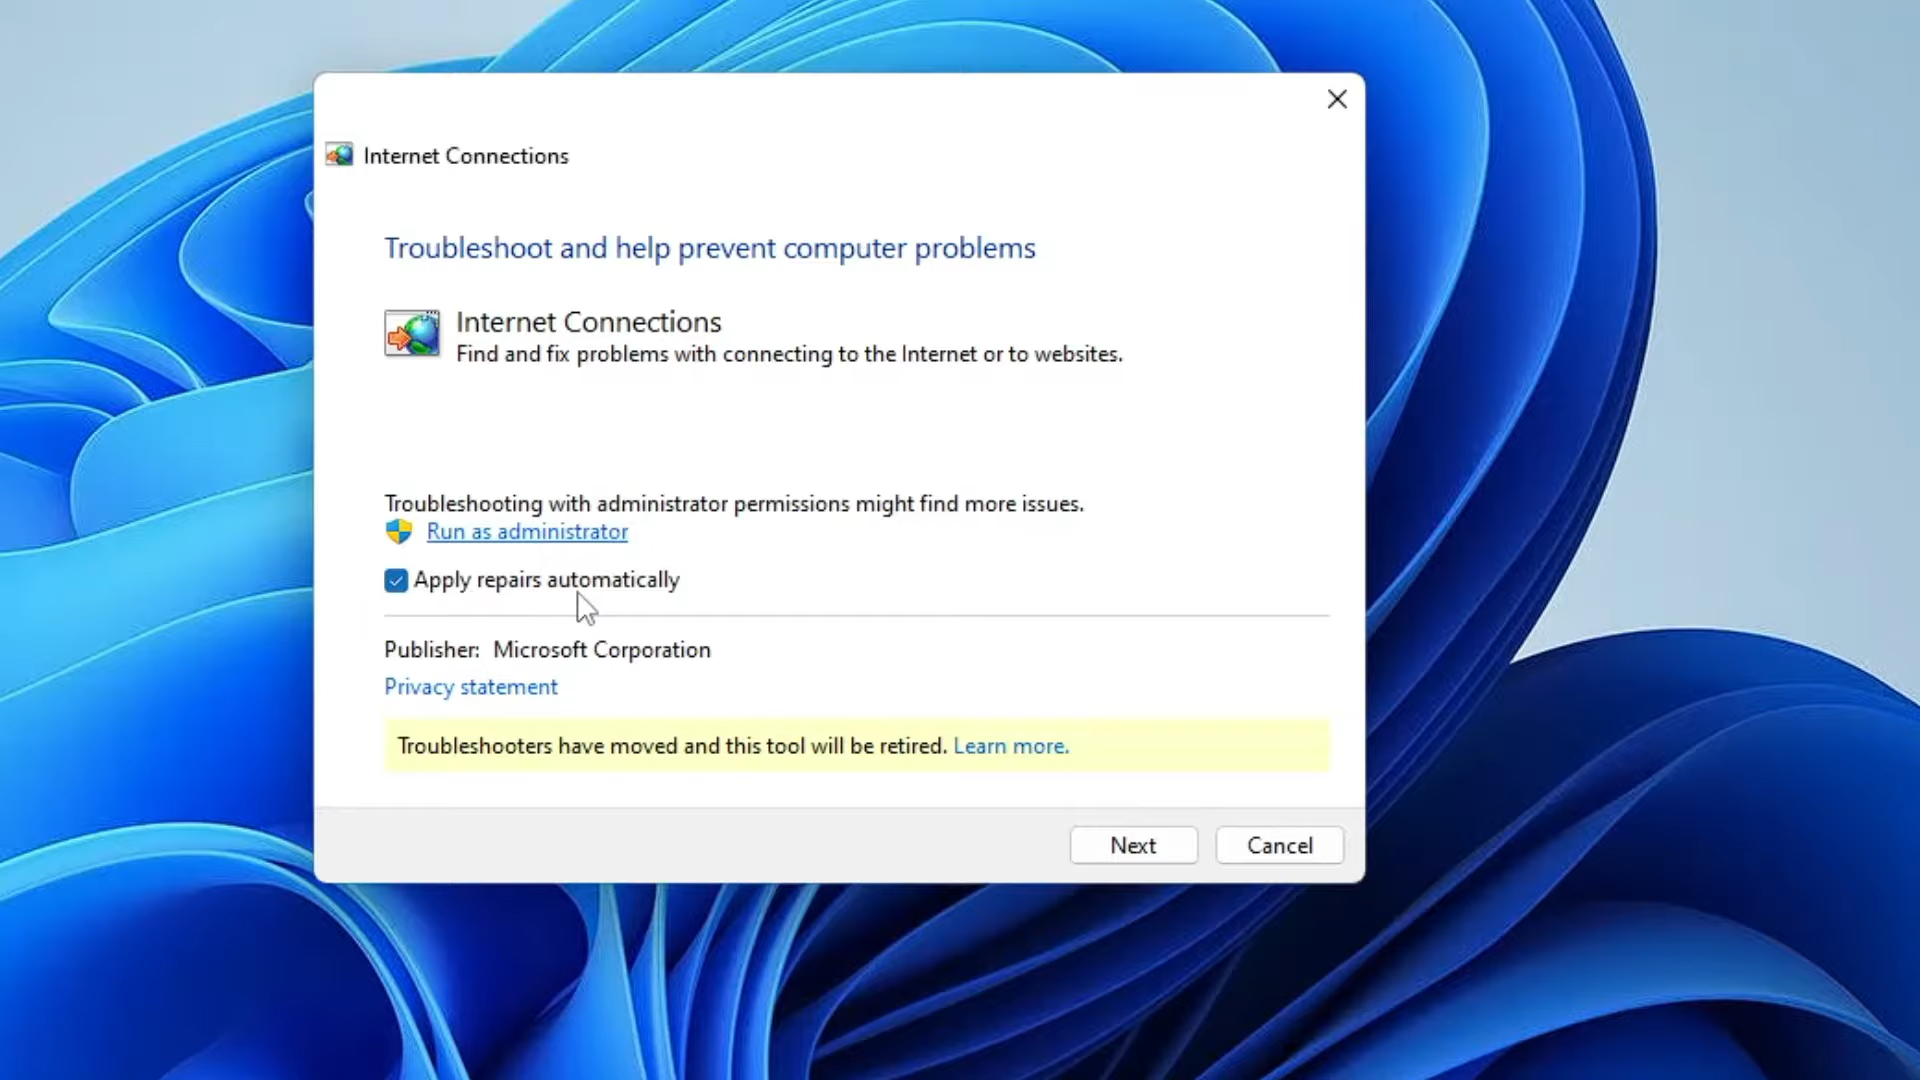 Internet Connections
Troubleshoot and help prevent computer problems
Internet Connections
Find and fix problems with connecting to the Internet or to websites.
Troubleshooting with administrator permissions might find more issues.
Run as administrator
Apply repairs automatically
Publisher: Microsoft Corporation
Privacy statement
Troubleshooters have moved and this tool will be retired. Learn more.
Next Cancel